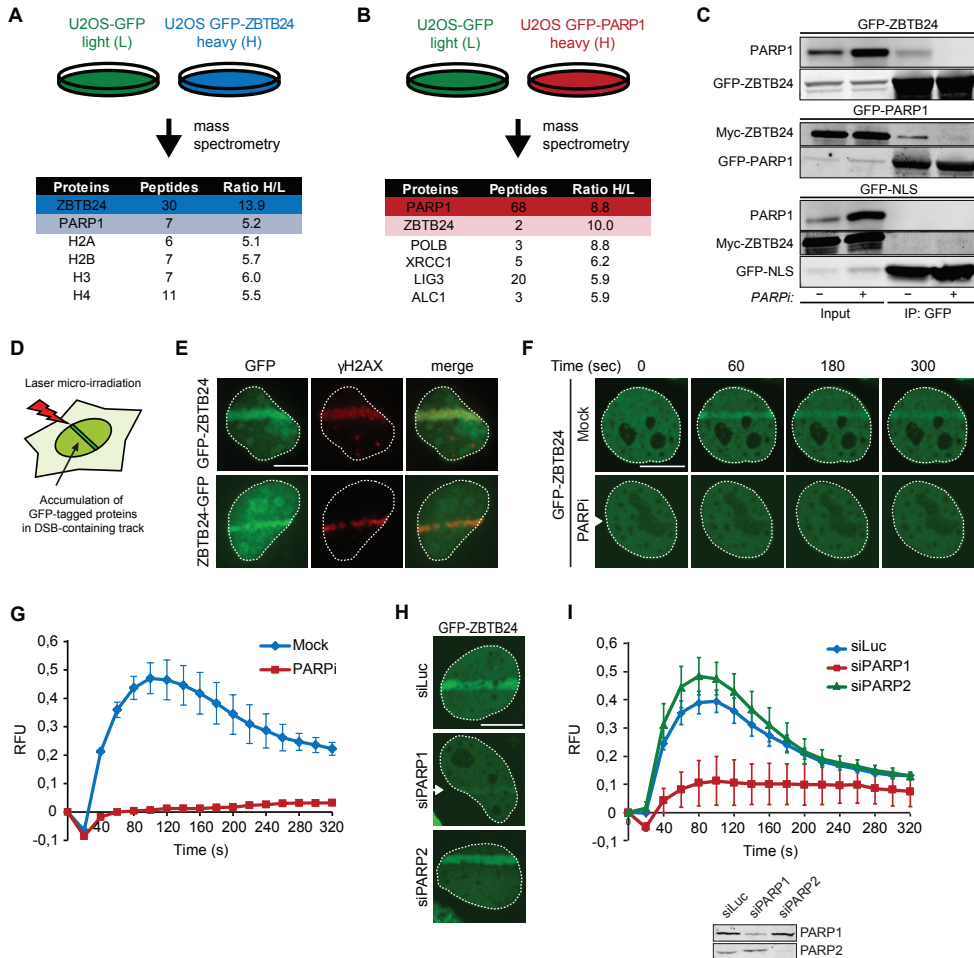 A
U2OS-GFP light (L)
U2OS GFP-ZBTB24 heavy (H)
mass spectrometry
Proteins Peptides Ratio H/L
ZBTB24 30 13.9
PARP1 7 5.2
H2A 6 5.1
H2B 7 5.7
H3 7 6.0
H4 11 5.5
B
U2OS-GFP light (L)
U2OS GFP-PARP1 heavy (H)
mass spectrometry
Proteins Peptides Ratio H/L
PARP1 68 8.8
ZBTB24 2 10.0
POLB 3 8.8
XRCC1 5 6.2
LIG3 20 5.9
ALC1 3 5.9
C
GFP-ZBTB24
PARP1
GFP-ZBTB24
GFP-PARP1
Myc-ZBTB24
GFP-PARP1
GFP-NLS
PARP1
Myc-ZBTB24
GFP-NLS
PARPi: – + – +
Input IP: GFP
D
Laser micro-irradiation
Accumulation of
GFP-tagged proteins
in DSB-containing track
E
GFP γH2AX merge
GFP-ZBTB24
ZBTB24-GFP
F
Time (sec) 0 60 180 300
GFP-ZBTB24
Mock
PARPi
G
Mock
PARPi
RFU
0,6
0,5
0,4
0,3
0,2
0,1
0
-0,1
40 80 120 160 200 240 280 320
Time (s)
H
GFP-ZBTB24
siLuc
siPARP1
siPARP2
I
siLuc
siPARP1
siPARP2
RFU
0,6
0,5
0,4
0,3
0,2
0,1
0
-0,1
0 40 80 120 160 200 240 280 320
Time (s)
siLuc siPARP1 siPARP2
PARP1
PARP2